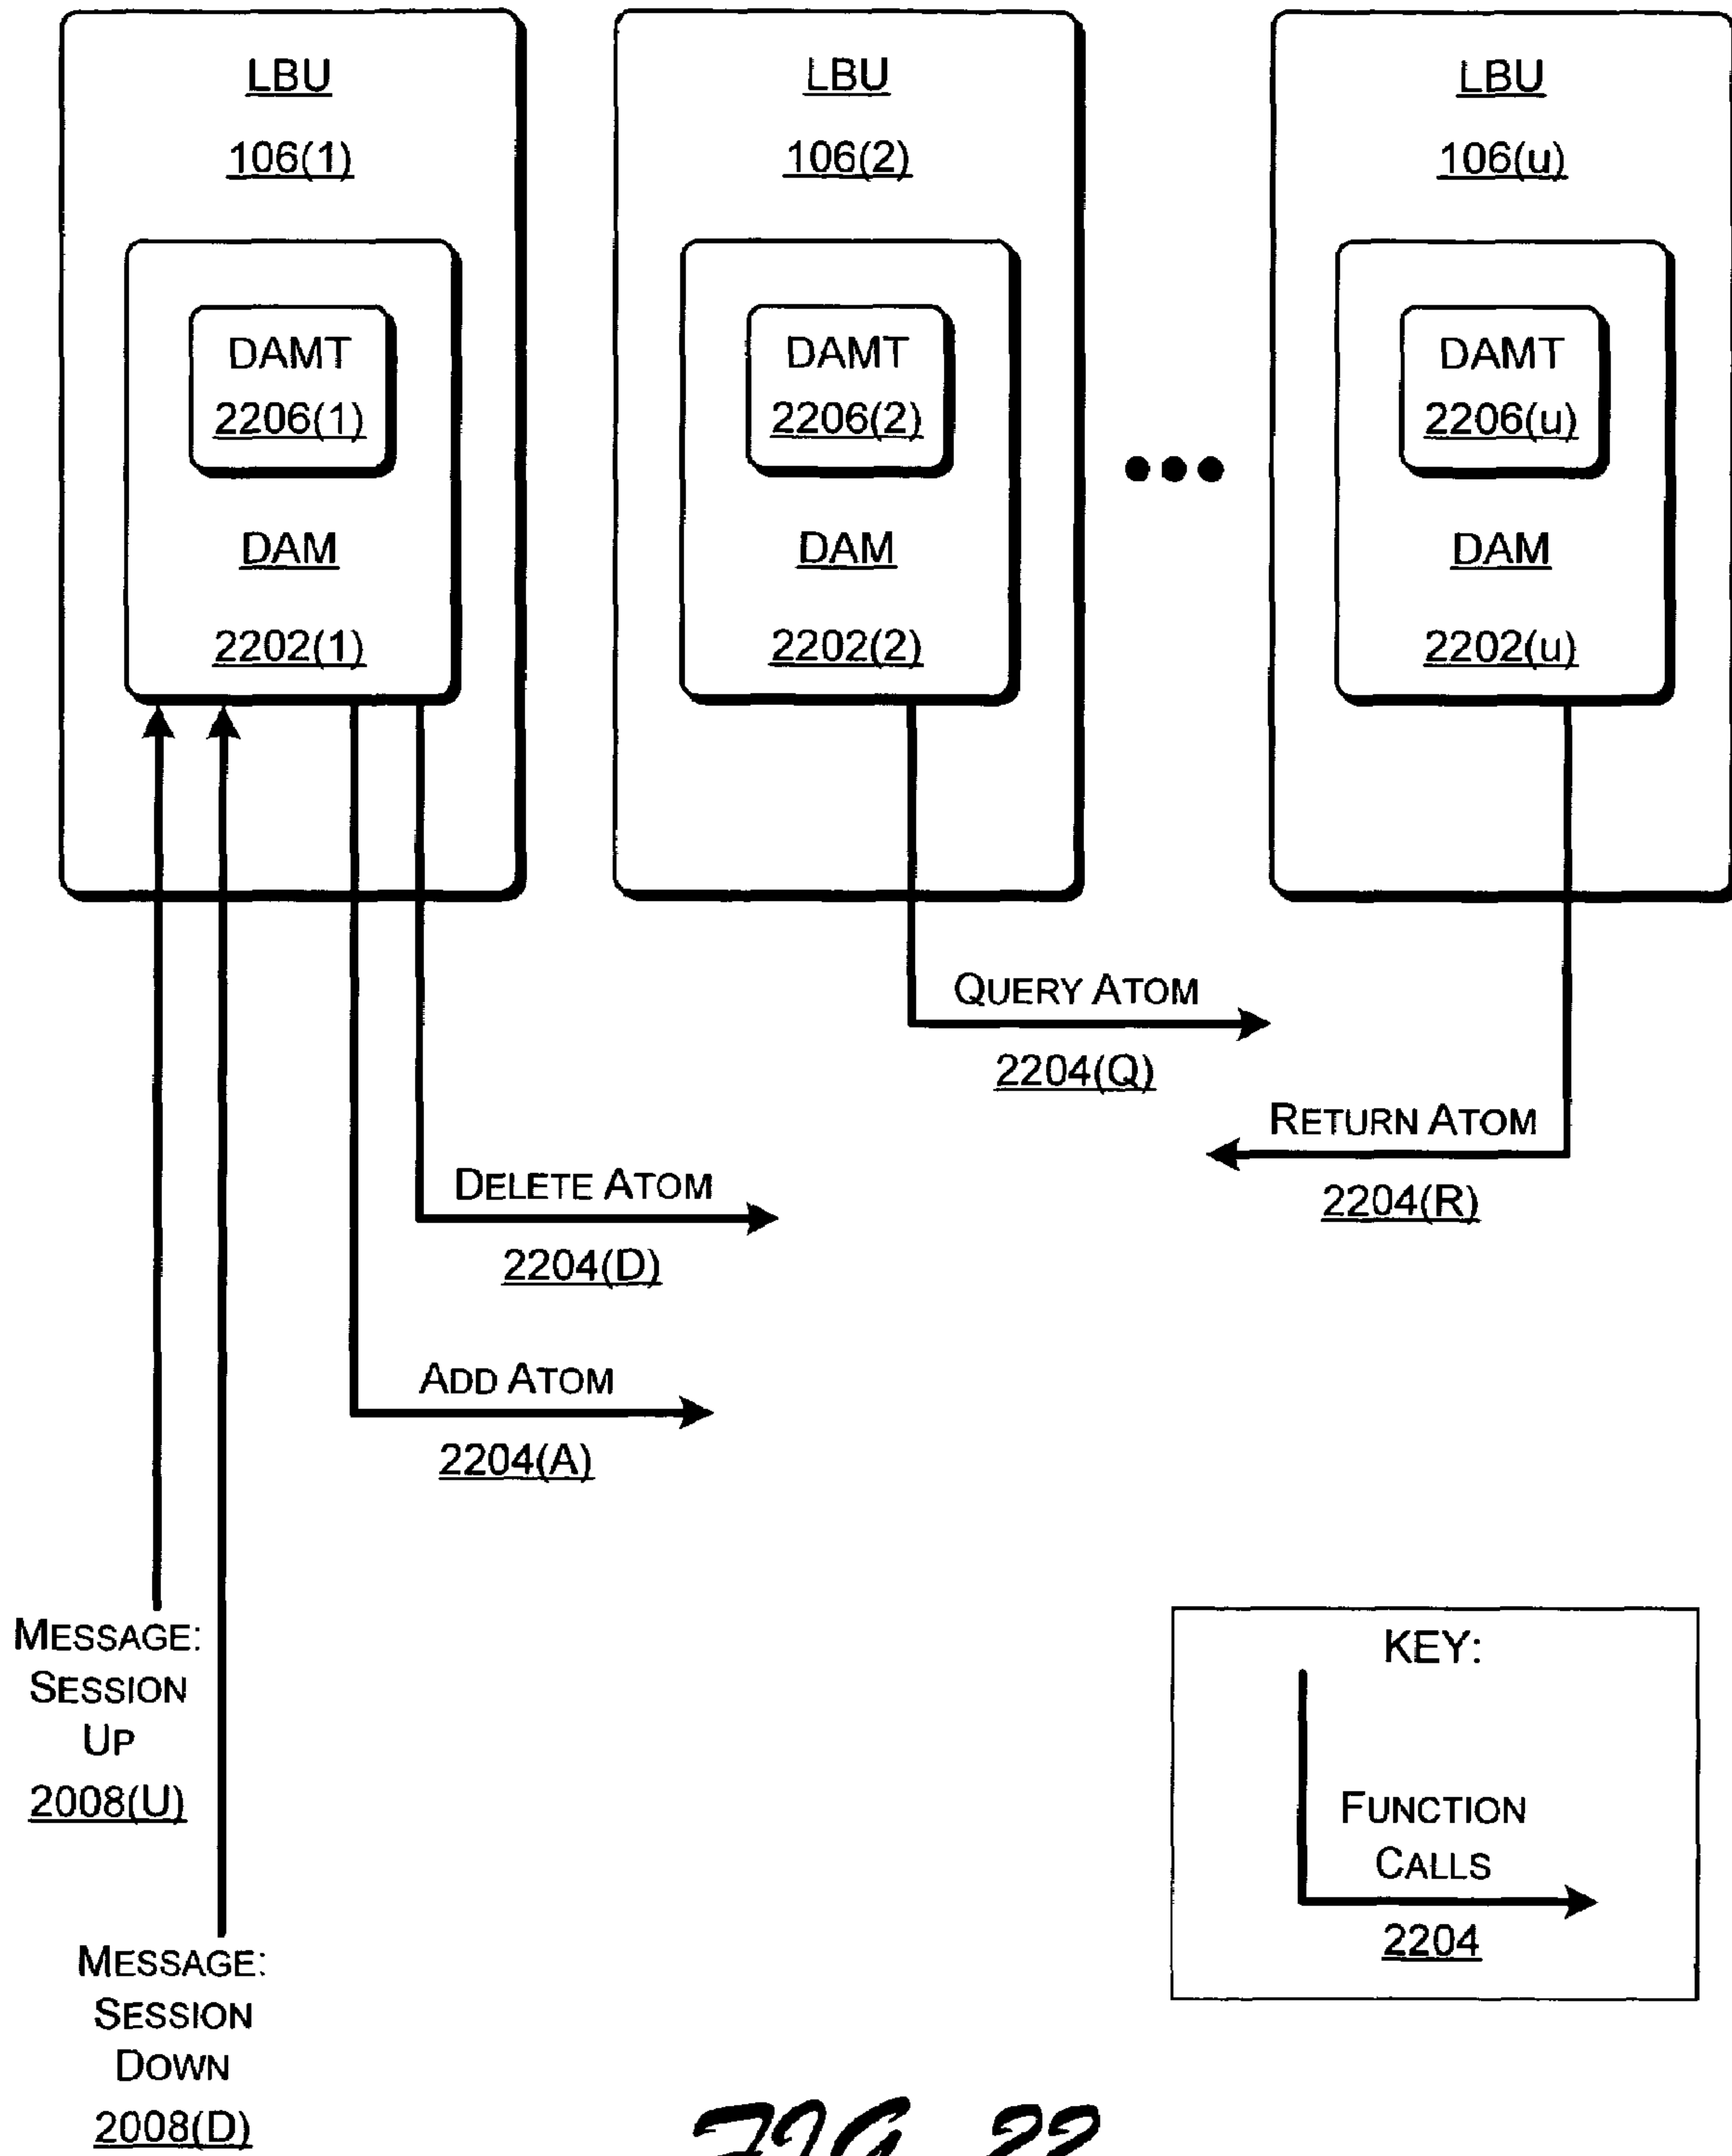 LBU
106(1)
DAMT
2206(1)
DAM
2202(1)
LBU
106(2)
DAMT
2206(2)
DAM
2202(2)
LBU
106(u)
DAMT
2206(u)
DAM
2202(u)
QUERY ATOM
2204(Q)
RETURN ATOM
2204(R)
DELETE ATOM
2204(D)
ADD ATOM
2204(A)
MESSAGE:
SESSION
UP
2008(U)
MESSAGE:
SESSION
DOWN
2008(D)
KEY:
FUNCTION
CALLS
2204
FIG. 22